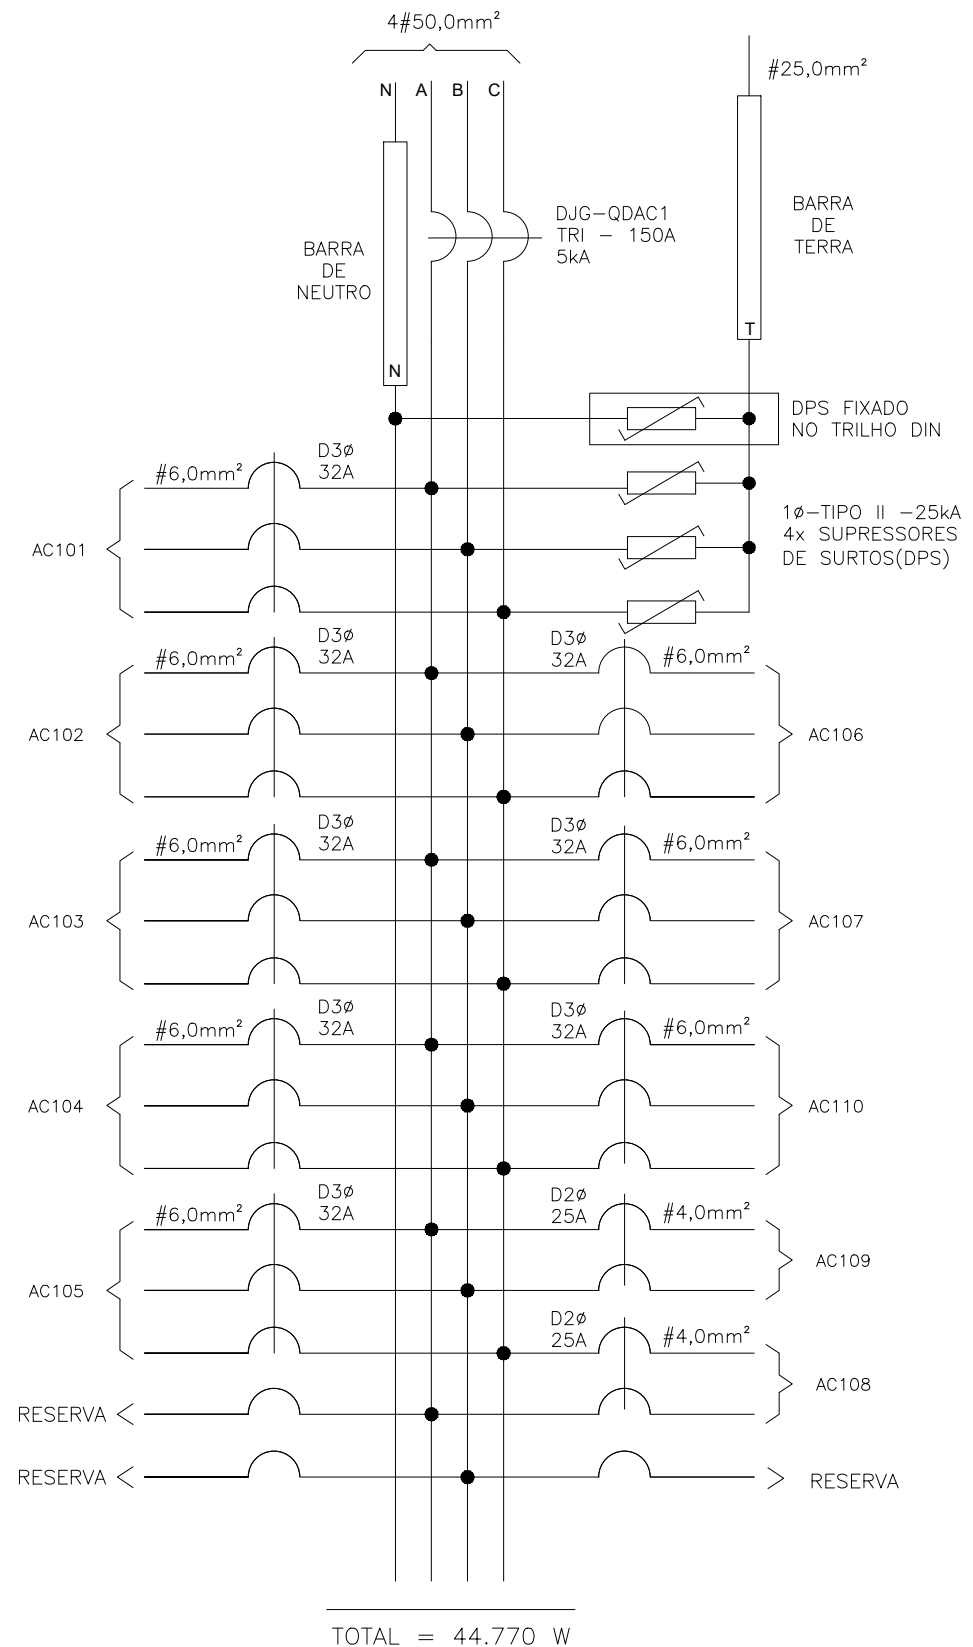 4#50,0mm²
#25,0mm²
N A B C
DJG-QDAC1
TRI - 150A
5kA
BARRA
DE
NEUTRO
BARRA
DE
TERRA
T
N
DPS FIXADO
NO TRILHO DIN
#6,0mm²
D3ø
32A
AC101
1ø-TIPO II -25kA
4x SUPRESSORES
DE SURTOS(DPS)
#6,0mm²
D3ø
32A
D3ø
32A
#6,0mm²
AC102
AC106
#6,0mm²
D3ø
32A
D3ø
32A
#6,0mm²
AC103
AC107
#6,0mm²
D3ø
32A
D3ø
32A
#6,0mm²
AC104
AC110
#6,0mm²
D3ø
32A
D2ø
25A
#4,0mm²
AC105
AC109
D2ø
25A
#4,0mm²
AC108
RESERVA
RESERVA
RESERVA
TOTAL = 44.770 W